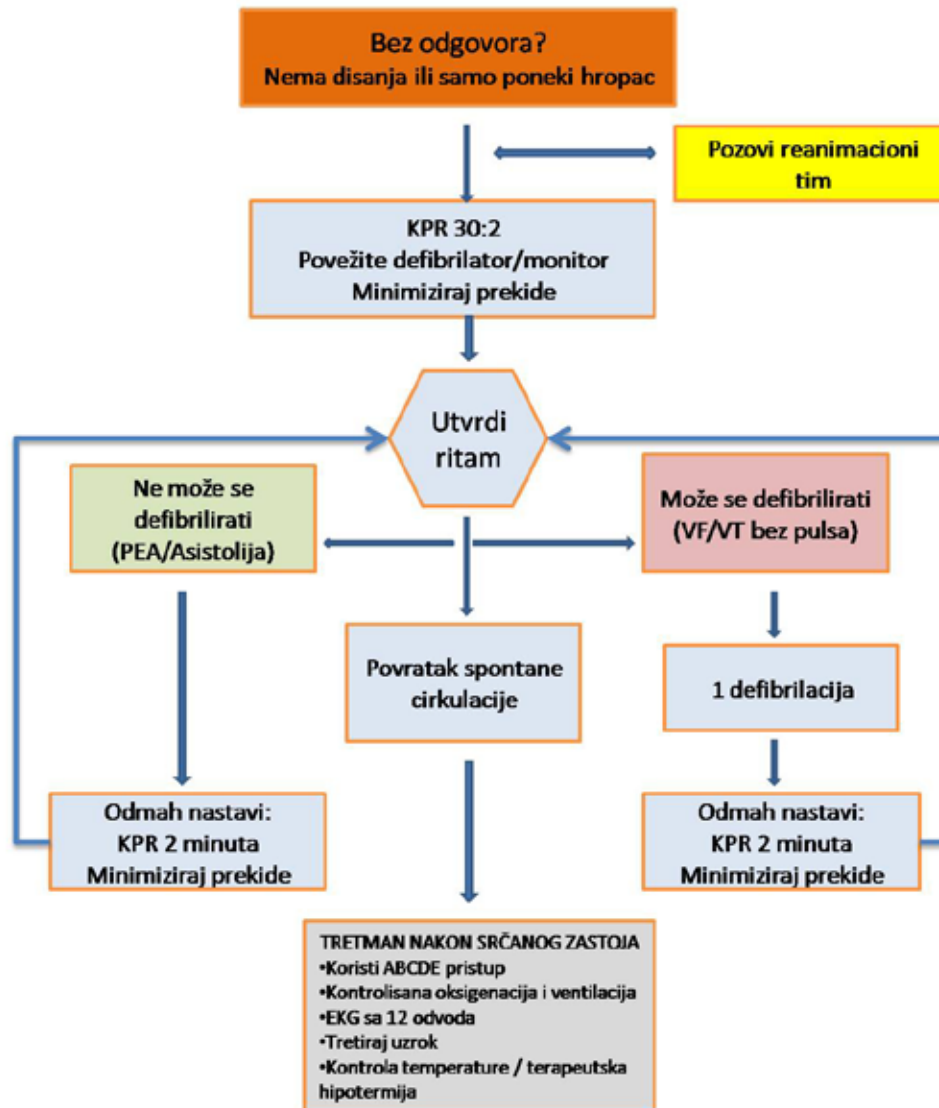 Bez odgovora?
Nema disanja ili samo poneki hropac
Pozovi reanimacioni
tim
KPR 30:2
Povežite defibrilator/monitor
Minimiziraj prekide
Utvrdi
ritam
Ne može se
defibrilirati
(PEA/Asistolija)
Može se defibrilirati
(VF/VT bez pulsa)
Povratak spontane
cirkulacije
1 defibrilacija
Odmah nastavi:
KPR 2 minuta
Minimiziraj prekide
Odmah nastavi:
KPR 2 minuta
Minimiziraj prekide
TRETMAN NAKON SRČANOG ZASTOJA
•Koristi ABCDE pristup
•Kontrolisana oksigenacija i ventilacija
•EKG sa 12 odvoda
•Tretiraj uzrok
•Kontrola temperature / terapeutska
hipotermija